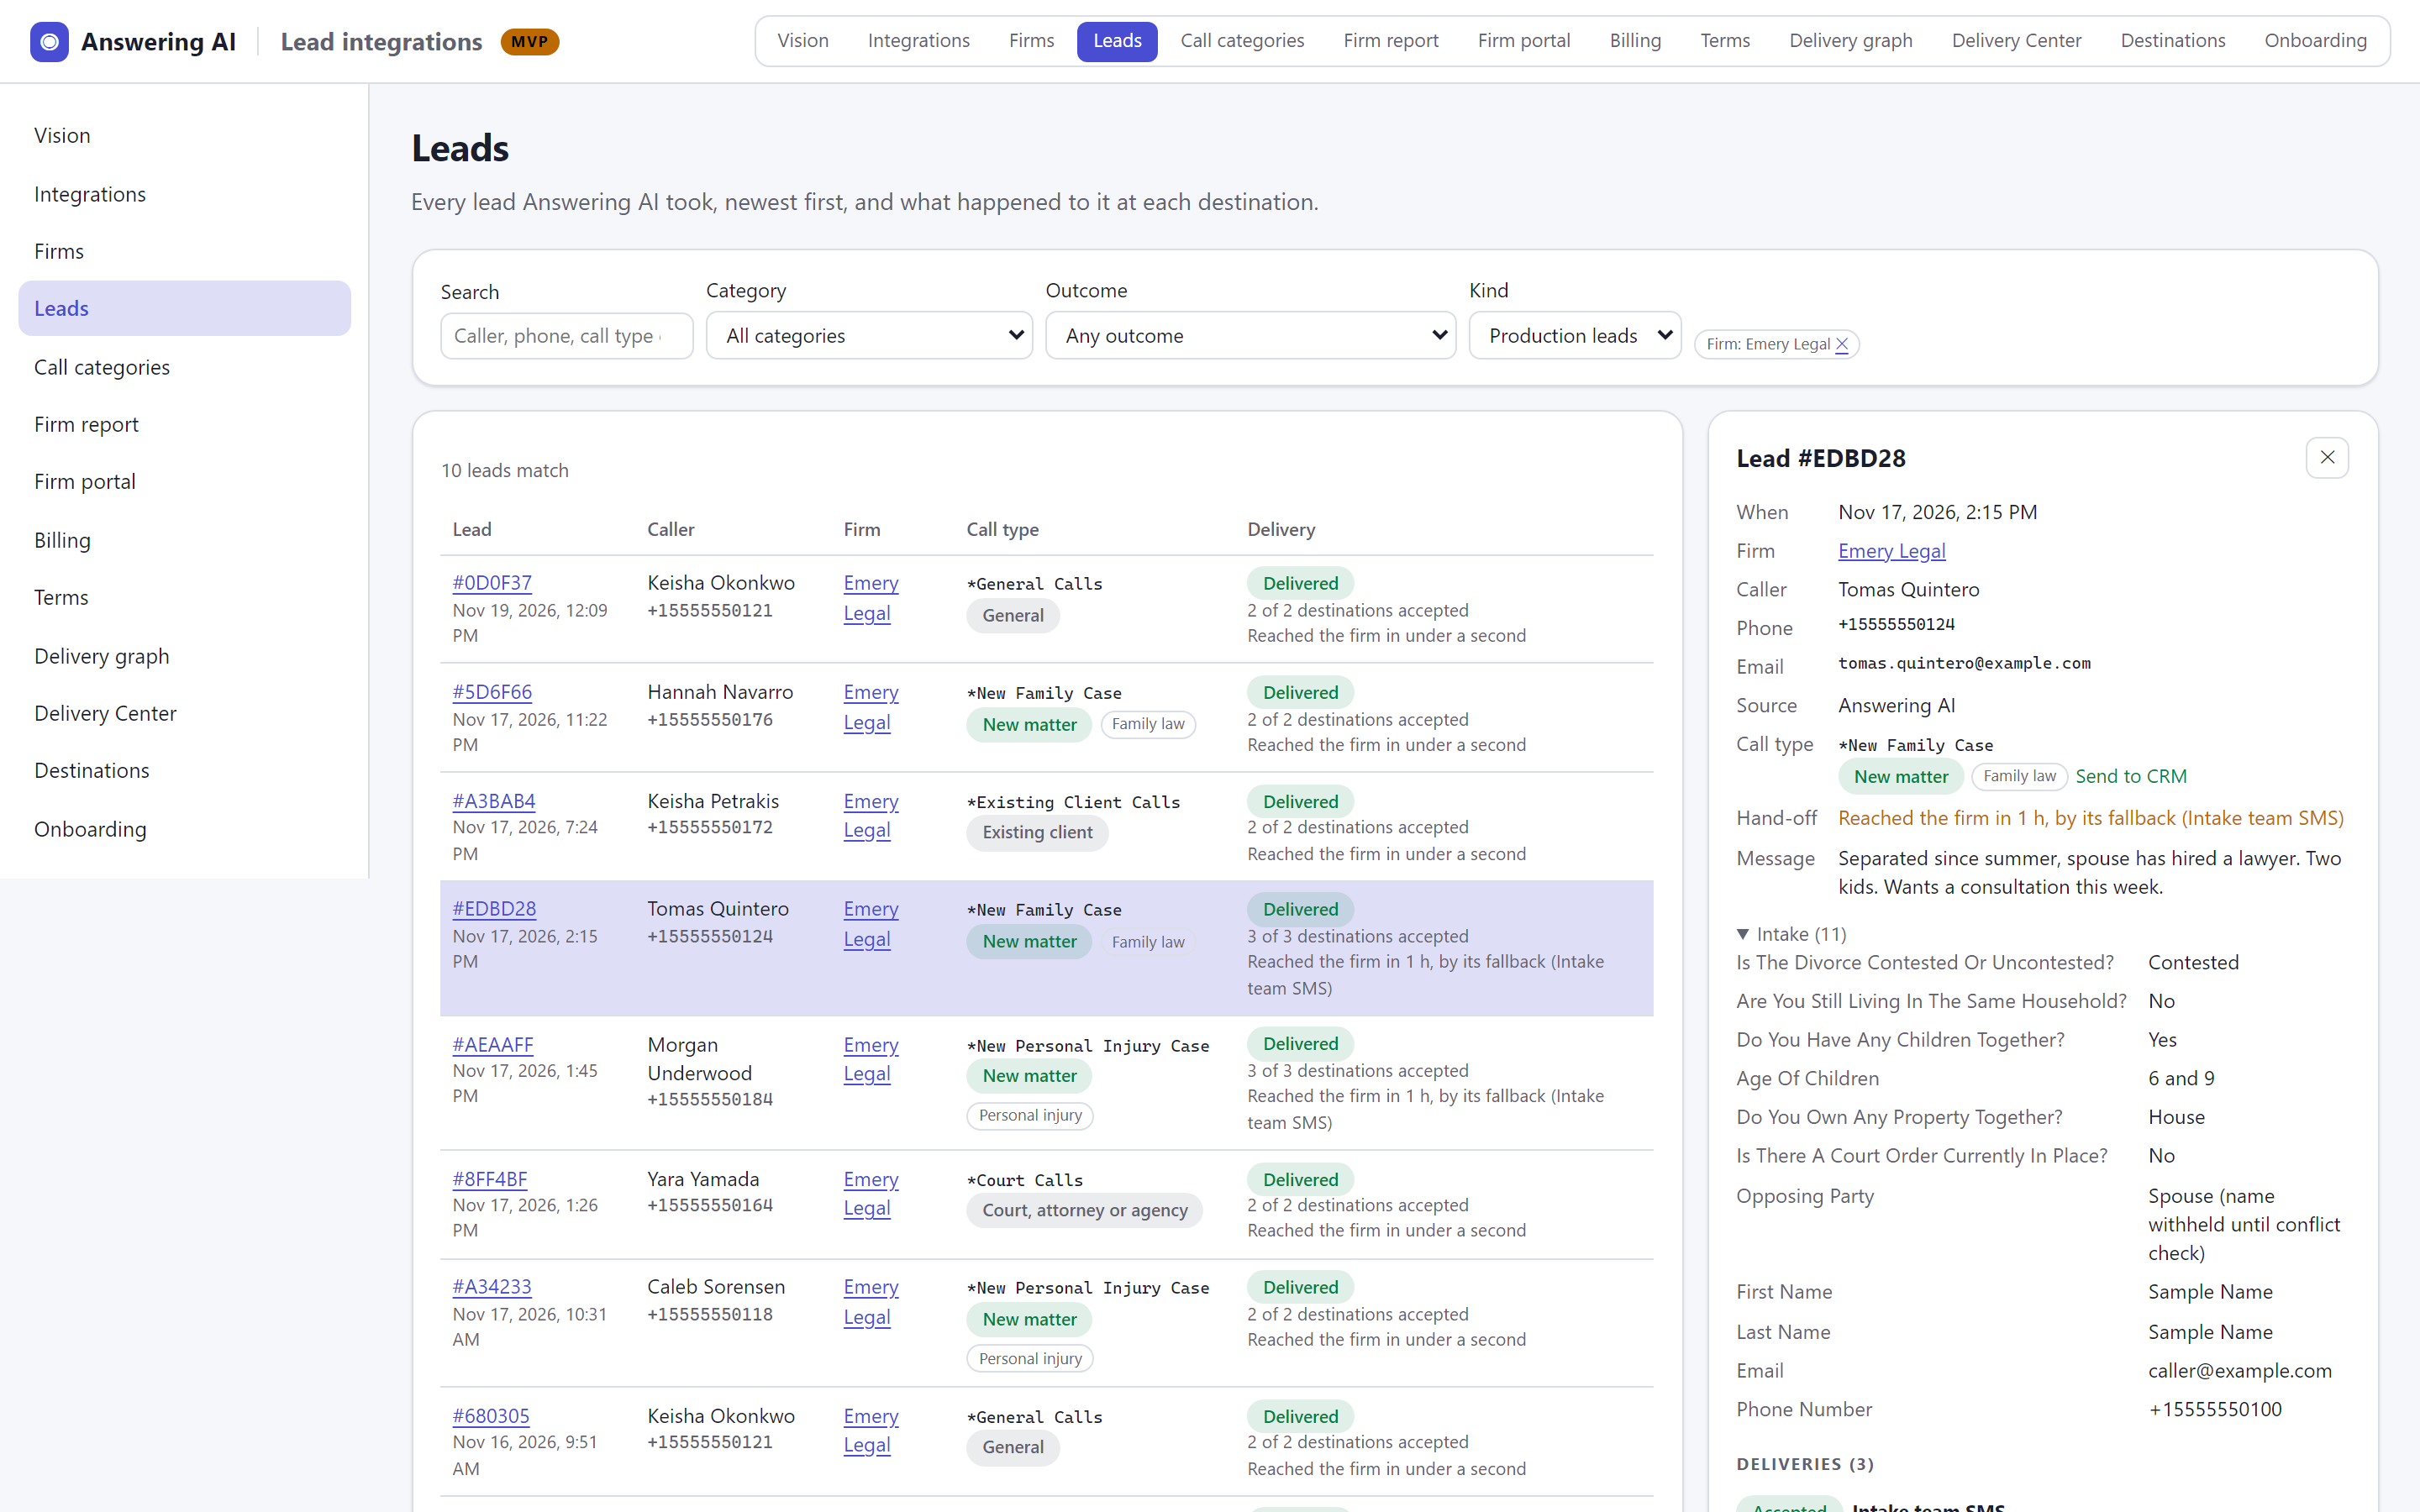 Answering AI
Lead integrations
MVP
Vision
Integrations
Firms
Leads
Call categories
Firm report
Firm portal
Billing
Terms
Delivery graph
Delivery Center
Destinations
Onboarding
Vision
Integrations
Firms
Leads
Call categories
Firm report
Firm portal
Billing
Terms
Delivery graph
Delivery Center
Destinations
Onboarding
Leads
Every lead Answering AI took, newest first, and what happened to it at each destination.
Search
Caller, phone, call type
Category
All categories
Outcome
Any outcome
Kind
Production leads
Firm: Emery Legal ×
10 leads match
Lead Caller Firm Call type Delivery
#0D0F37
Nov 19, 2026, 12:09
PM
Keisha Okonkwo
+15555550121
Emery
Legal
*General Calls
General
Delivered
2 of 2 destinations accepted
Reached the firm in under a second
#5D6F66
Nov 17, 2026, 11:22
PM
Hannah Navarro
+15555550176
Emery
Legal
*New Family Case
New matter
Family law
Delivered
2 of 2 destinations accepted
Reached the firm in under a second
#A3BAB4
Nov 17, 2026, 7:24
PM
Keisha Petrakis
+15555550172
Emery
Legal
*Existing Client Calls
Existing client
Delivered
2 of 2 destinations accepted
Reached the firm in under a second
#EDBD28
Nov 17, 2026, 2:15
PM
Tomas Quintero
+15555550124
Emery
Legal
*New Family Case
New matter
Family law
Delivered
3 of 3 destinations accepted
Reached the firm in 1 h, by its fallback (Intake
team SMS)
#AEAAFF
Nov 17, 2026, 1:45
PM
Morgan
Underwood
+15555550184
Emery
Legal
*New Personal Injury Case
New matter
Personal injury
Delivered
3 of 3 destinations accepted
Reached the firm in 1 h, by its fallback (Intake
team SMS)
#8FF4BF
Nov 17, 2026, 1:26
PM
Yara Yamada
+15555550164
Emery
Legal
*Court Calls
Court, attorney or agency
Delivered
2 of 2 destinations accepted
Reached the firm in under a second
#A34233
Nov 17, 2026, 10:31
AM
Caleb Sorensen
+15555550118
Emery
Legal
*New Personal Injury Case
New matter
Personal injury
Delivered
2 of 2 destinations accepted
Reached the firm in under a second
#680305
Nov 16, 2026, 9:51
AM
Keisha Okonkwo
+15555550121
Emery
Legal
*General Calls
General
Delivered
2 of 2 destinations accepted
Reached the firm in under a second
Lead #EDBD28
×
When Nov 17, 2026, 2:15 PM
Firm Emery Legal
Caller Tomas Quintero
Phone +15555550124
Email tomas.quintero@example.com
Source Answering AI
Call type *New Family Case
New matter Family law Send to CRM
Hand-off Reached the firm in 1 h, by its fallback (Intake team SMS)
Message Separated since summer, spouse has hired a lawyer. Two
kids. Wants a consultation this week.
▼ Intake (11)
Is The Divorce Contested Or Uncontested? Contested
Are You Still Living In The Same Household? No
Do You Have Any Children Together? Yes
Age Of Children 6 and 9
Do You Own Any Property Together? House
Is There A Court Order Currently In Place? No
Opposing Party Spouse (name
withheld until conflict
check)
First Name Sample Name
Last Name Sample Name
Email caller@example.com
Phone Number +15555550100
DELIVERIES (3)
Accepted Intake team SMS